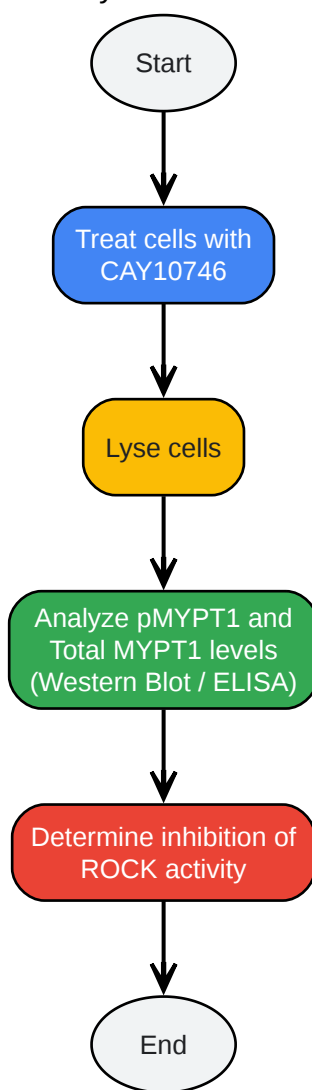 Start
Treat cells with
CAY10746
Lyse cells
Analyze pMYPT1 and
Total MYPT1 levels
(Western Blot / ELISA)
Determine inhibition of
ROCK activity
End